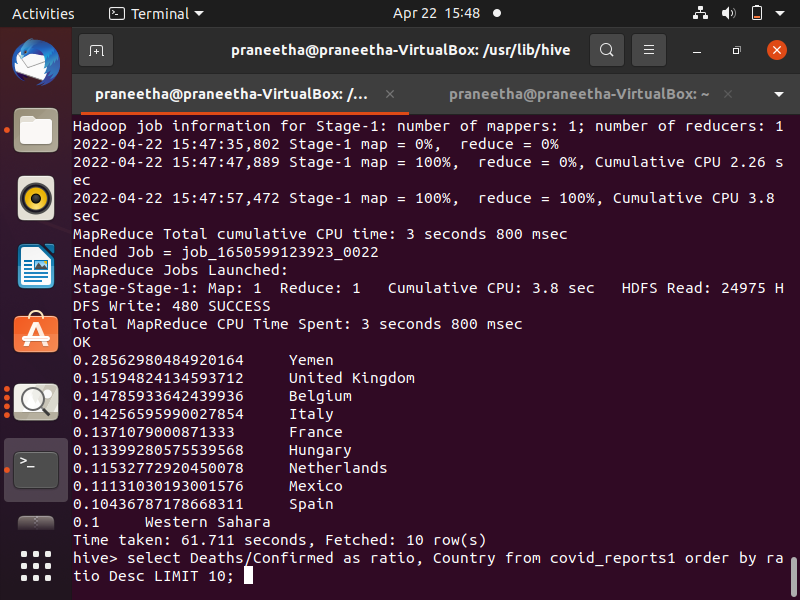 Activities Terminal Apr 22 15:48
praneetha@praneetha-VirtualBox: /usr/lib/hive
praneetha@praneetha-VirtualBox: /... praneetha@praneetha-VirtualBox: ~
Hadoop job information for Stage-1: number of mappers: 1; number of reducers: 1
2022-04-22 15:47:35,802 Stage-1 map = 0%,  reduce = 0%
2022-04-22 15:47:47,889 Stage-1 map = 100%,  reduce = 0%, Cumulative CPU 2.26 s
ec
2022-04-22 15:47:57,472 Stage-1 map = 100%,  reduce = 100%, Cumulative CPU 3.8
sec
MapReduce Total cumulative CPU time: 3 seconds 800 msec
Ended Job = job_1650599123923_0022
MapReduce Jobs Launched:
Stage-Stage-1: Map: 1  Reduce: 1   Cumulative CPU: 3.8 sec   HDFS Read: 24975 H
DFS Write: 480 SUCCESS
Total MapReduce CPU Time Spent: 3 seconds 800 msec
OK
0.28562980484920164     Yemen
0.15194824134593712     United Kingdom
0.14785933642439936     Belgium
0.14256595990027854     Italy
0.1371079000871333      France
0.13399280575539568     Hungary
0.11532772920450078     Netherlands
0.11131030193001576     Mexico
0.10436787178668311     Spain
0.1     Western Sahara
Time taken: 61.711 seconds, Fetched: 10 row(s)
hive> select Deaths/Confirmed as ratio, Country from covid_reports1 order by ra
tio Desc LIMIT 10;